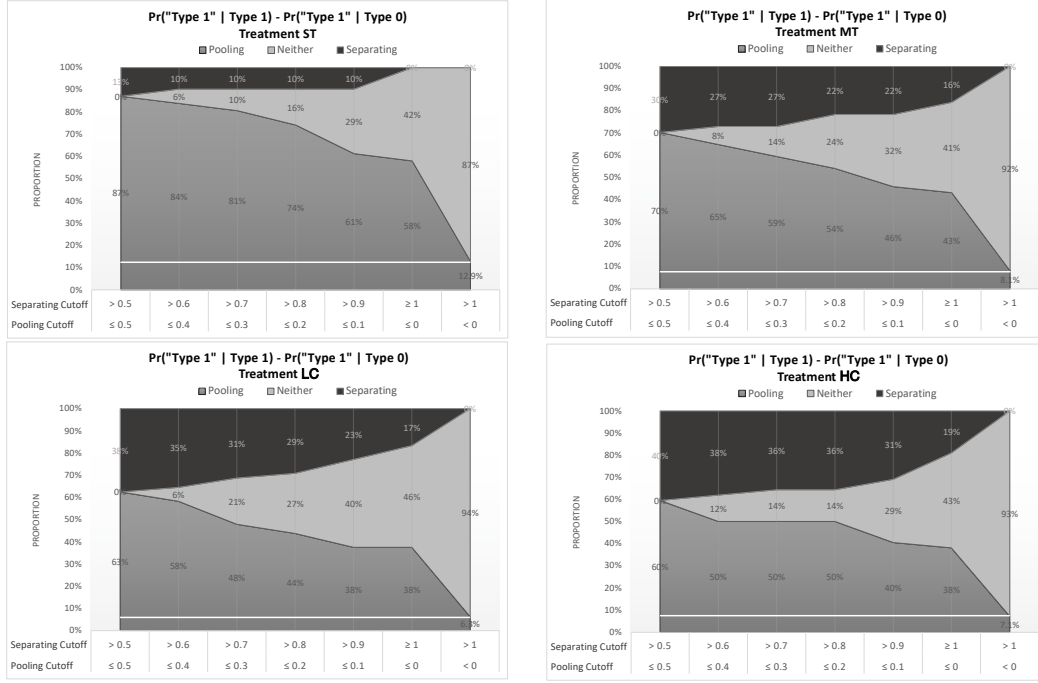 Pr("Type 1" | Type 1) - Pr("Type 1" | Type 0)
Treatment ST
Pooling Neither Separating
100%
90%
80%
70%
60%
50%
40%
30%
20%
10%
0%
PROPORTION
13% 10% 10% 10% 10% 0% 0%
0% 6% 10% 16% 29% 42% 87%
87% 84% 81% 74% 61% 58% 12.9%
Separating Cutoff > 0.5 > 0.6 > 0.7 > 0.8 > 0.9 ≥ 1 > 1
Pooling Cutoff ≤ 0.5 ≤ 0.4 ≤ 0.3 ≤ 0.2 ≤ 0.1 ≤ 0 < 0
Pr("Type 1" | Type 1) - Pr("Type 1" | Type 0)
Treatment MT
Pooling Neither Separating
100%
90%
80%
70%
60%
50%
40%
30%
20%
10%
0%
PROPORTION
30% 27% 27% 22% 22% 16% 0%
0% 8% 14% 24% 32% 41% 92%
70% 65% 59% 54% 46% 43% 8.1%
Separating Cutoff > 0.5 > 0.6 > 0.7 > 0.8 > 0.9 ≥ 1 > 1
Pooling Cutoff ≤ 0.5 ≤ 0.4 ≤ 0.3 ≤ 0.2 ≤ 0.1 ≤ 0 < 0
Pr("Type 1" | Type 1) - Pr("Type 1" | Type 0)
Treatment LC
Pooling Neither Separating
100%
90%
80%
70%
60%
50%
40%
30%
20%
10%
0%
PROPORTION
38% 35% 31% 29% 23% 17% 0%
0% 6% 21% 27% 40% 46% 94%
63% 58% 48% 44% 38% 38% 6.3%
Separating Cutoff > 0.5 > 0.6 > 0.7 > 0.8 > 0.9 ≥ 1 > 1
Pooling Cutoff ≤ 0.5 ≤ 0.4 ≤ 0.3 ≤ 0.2 ≤ 0.1 ≤ 0 < 0
Pr("Type 1" | Type 1) - Pr("Type 1" | Type 0)
Treatment HC
Pooling Neither Separating
100%
90%
80%
70%
60%
50%
40%
30%
20%
10%
0%
PROPORTION
40% 38% 36% 36% 31% 19% 0%
0% 12% 14% 14% 29% 43% 93%
60% 50% 50% 50% 40% 38% 7.1%
Separating Cutoff > 0.5 > 0.6 > 0.7 > 0.8 > 0.9 ≥ 1 > 1
Pooling Cutoff ≤ 0.5 ≤ 0.4 ≤ 0.3 ≤ 0.2 ≤ 0.1 ≤ 0 < 0